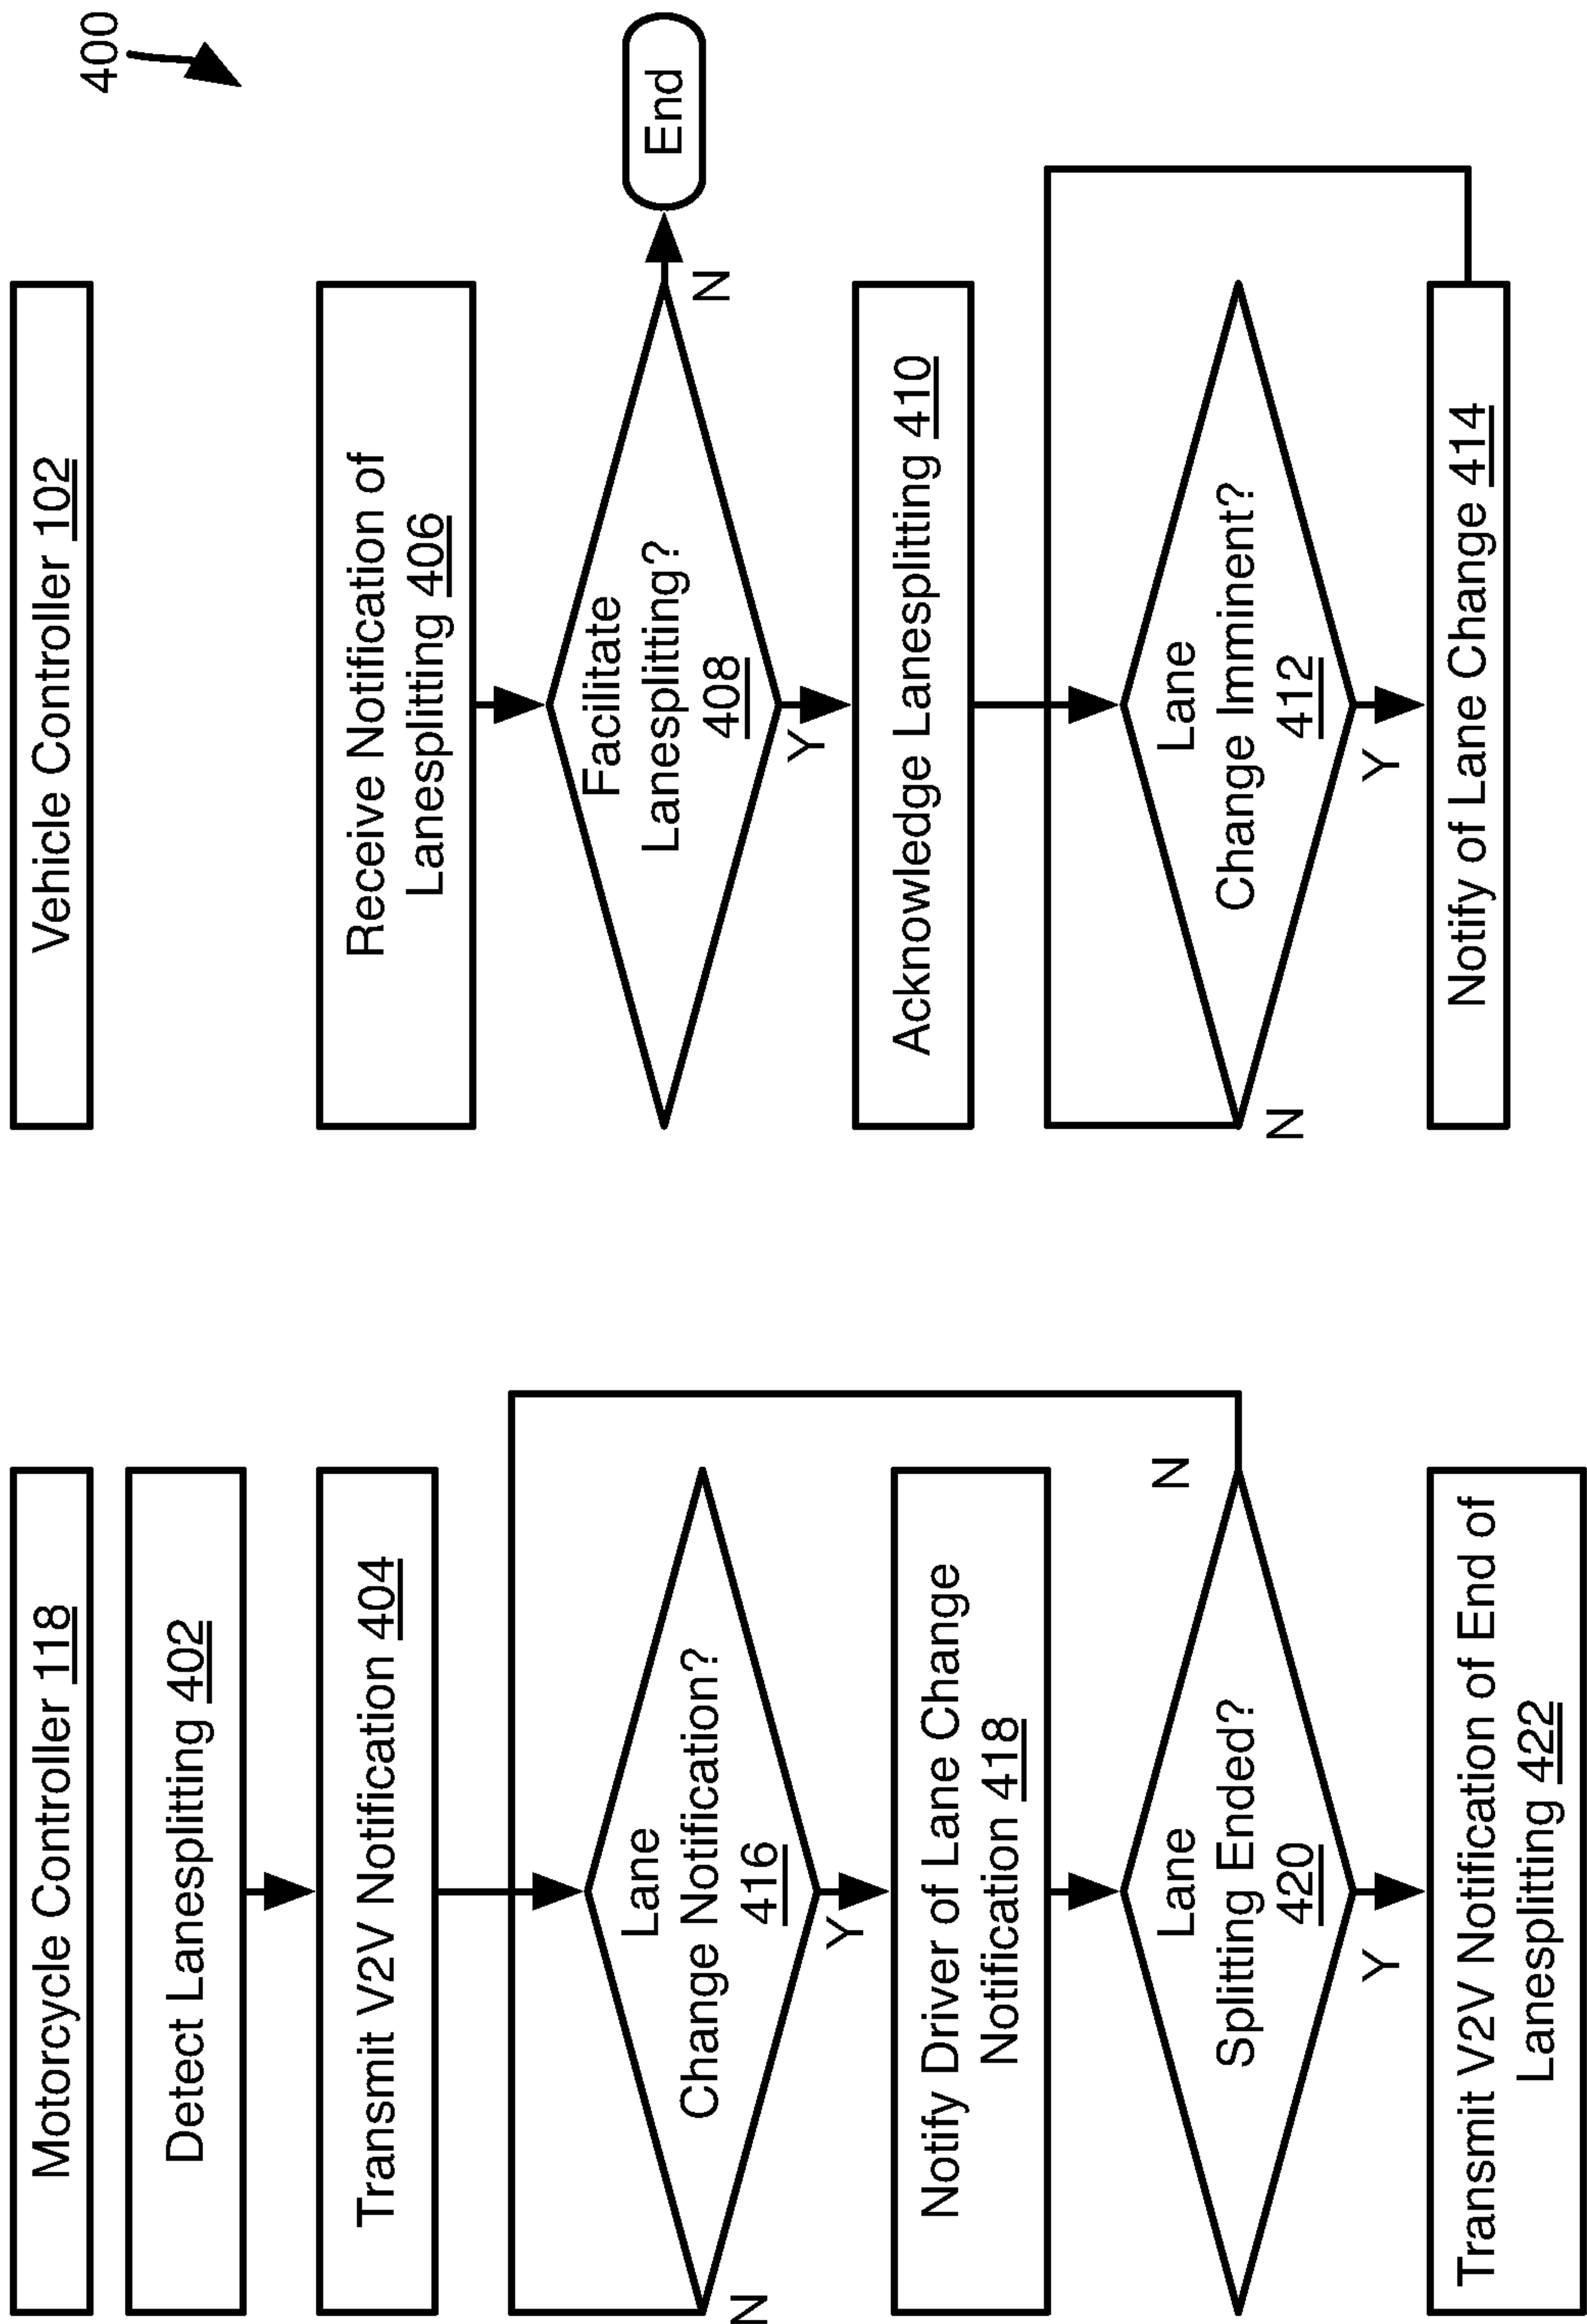 400
Motorcycle Controller 118
Detect Lanesplitting 402
Transmit V2V Notification 404
Lane
Change Notification?
416
N
Y
Notify Driver of Lane Change
Notification 418
Lane
Splitting Ended?
420
N
Y
Transmit V2V Notification of End of
Lanesplitting 422
Vehicle Controller 102
Receive Notification of
Lanesplitting 406
Facilitate
Lanesplitting?
408
N
End
Y
Acknowledge Lanesplitting 410
Lane
Change Imminent?
412
N
Y
Notify of Lane Change 414